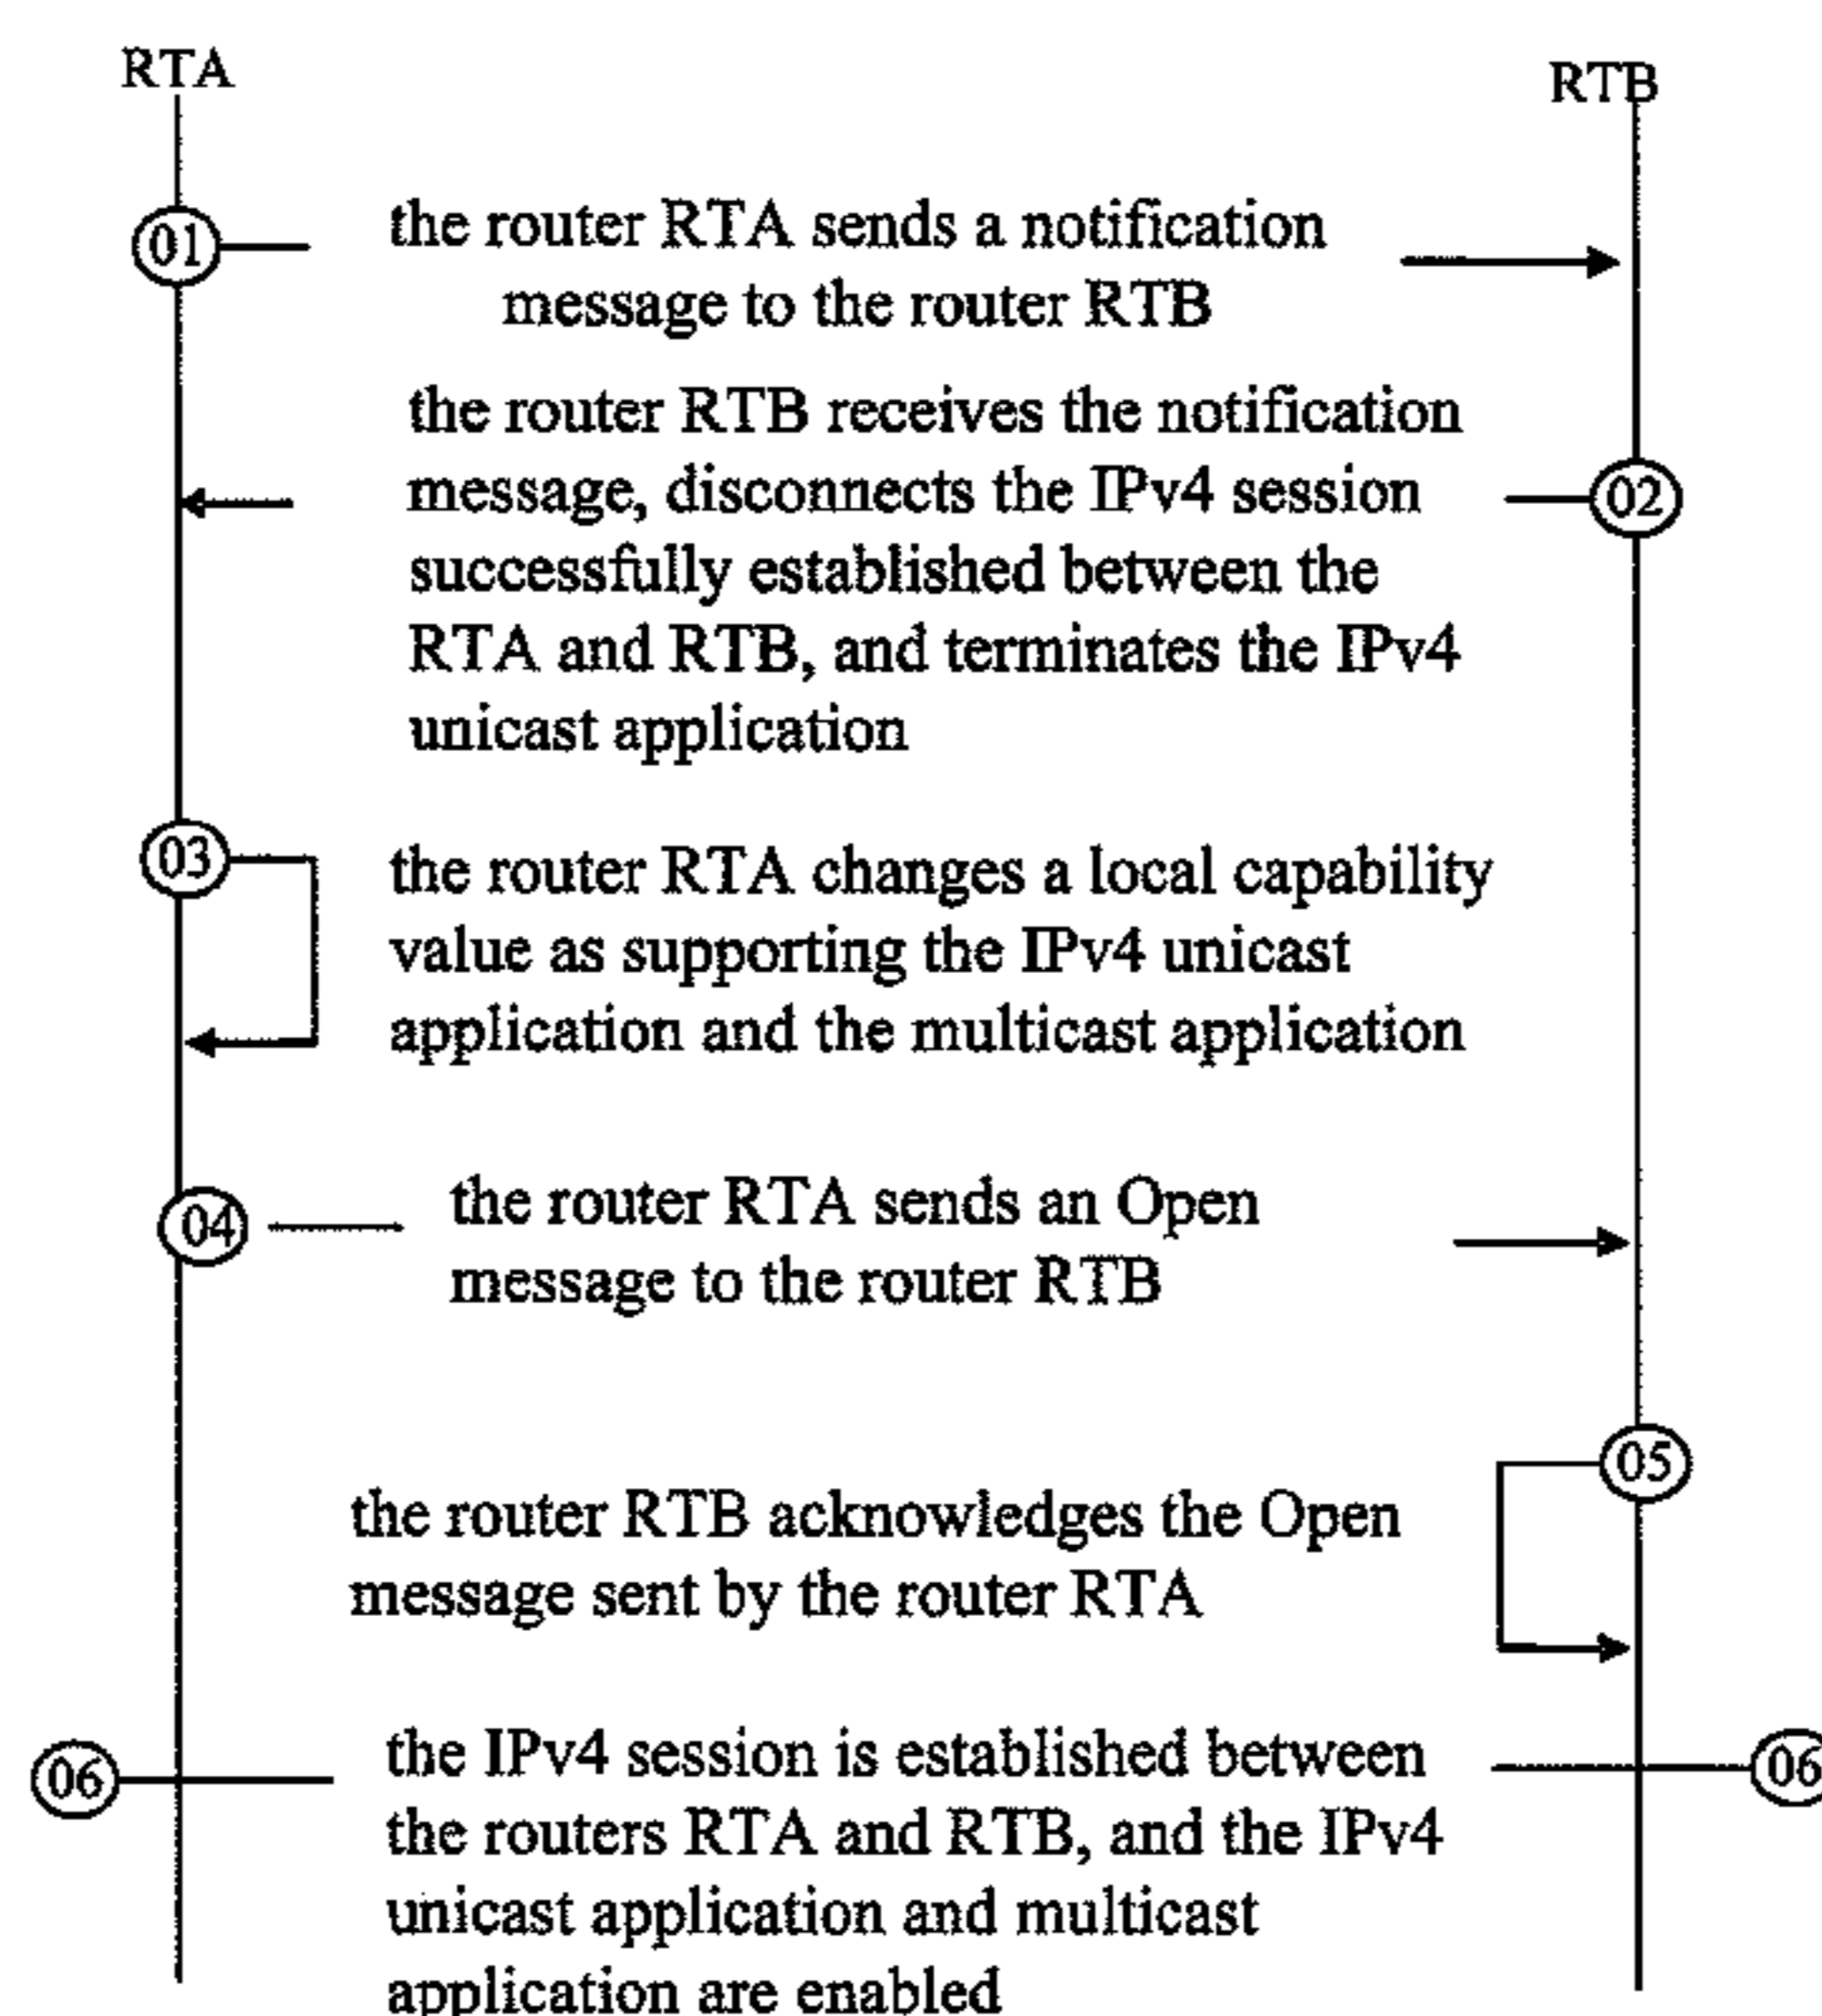 RTA
RTB
01
the router RTA sends a notification
message to the router RTB
the router RTB receives the notification
message, disconnects the IPv4 session
successfully established between the
RTA and RTB, and terminates the IPv4
unicast application
02
03
the router RTA changes a local capability
value as supporting the IPv4 unicast
application and the multicast application
04
the router RTA sends an Open
message to the router RTB
05
the router RTB acknowledges the Open
message sent by the router RTA
06
the IPv4 session is established between
the routers RTA and RTB, and the IPv4
unicast application and multicast
application are enabled
06